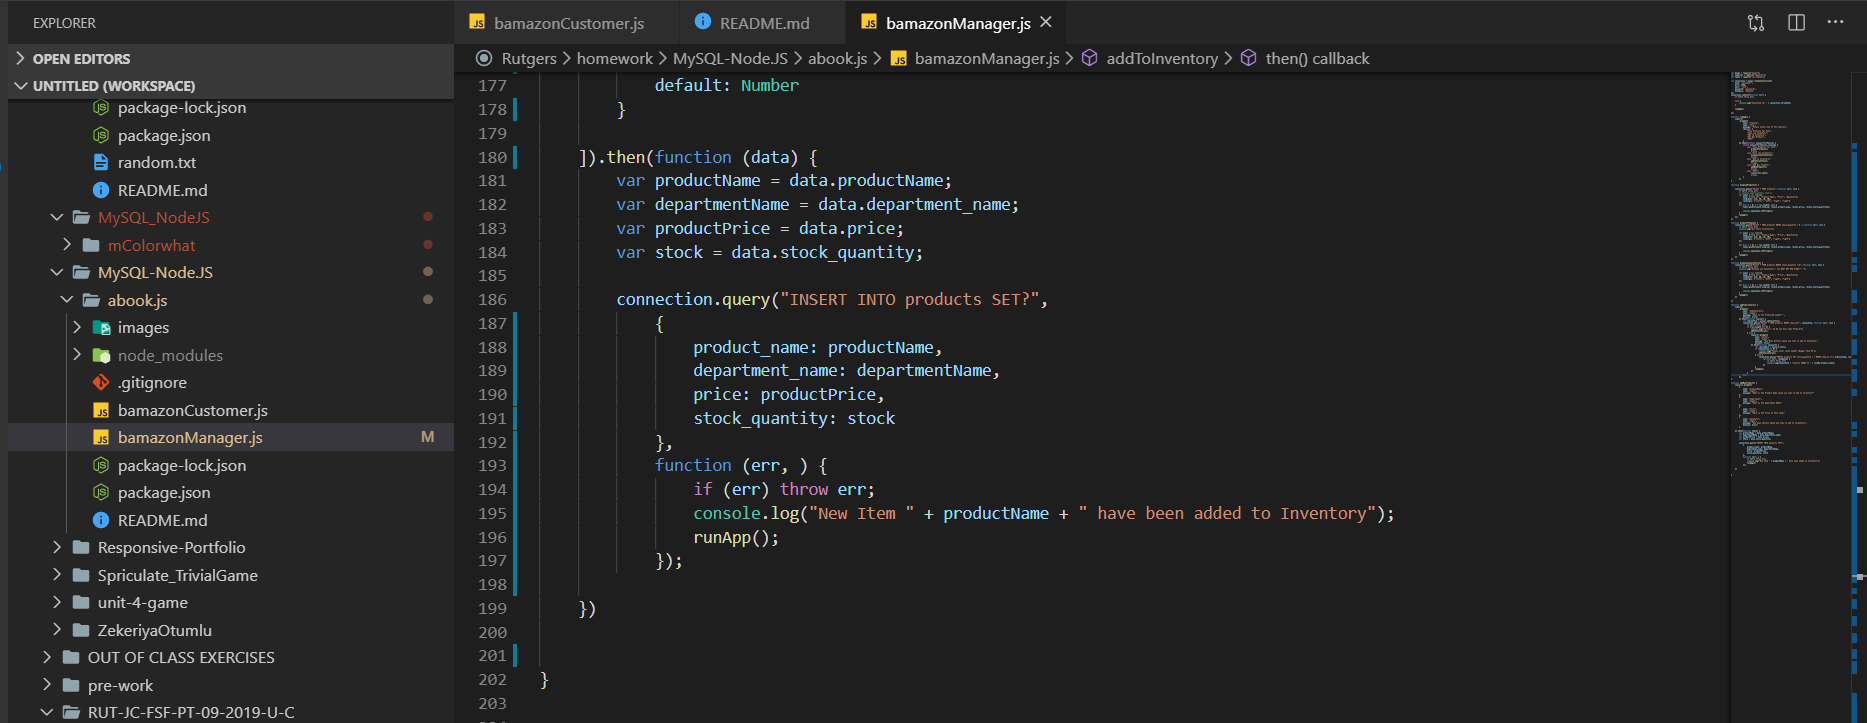 EXPLORER
OPEN EDITORS
UNTITLED (WORKSPACE)
package-lock.json
package.json
random.txt
README.md
MySQL_NodeJS
mColorwhat
MySQL-Node.JS
abook.js
images
node_modules
.gitignore
bamazonCustomer.js
bamazonManager.js M
package-lock.json
package.json
README.md
Responsive-Portfolio
Spriculate_TrivialGame
unit-4-game
ZekeriyaOtumlu
OUT OF CLASS EXERCISES
pre-work
RUT-JC-FSF-PT-09-2019-U-C
JS bamazonCustomer.js README.md JS bamazonManager.js
Rutgers > homework > MySQL-Node.JS > abook.js > JS bamazonManager.js > addToInventory > then() callback
177 default: Number
178 }
179
180 ]).then(function (data) {
181 var productName = data.productName;
182 var departmentName = data.department_name;
183 var productPrice = data.price;
184 var stock = data.stock_quantity;
185
186 connection.query("INSERT INTO products SET?",
187 {
188 product_name: productName,
189 department_name: departmentName,
190 price: productPrice,
191 stock_quantity: stock
192 },
193 function (err, ) {
194 if (err) throw err;
195 console.log("New Item " + productName + " have been added to Inventory");
196 runApp();
197 });
198
199 })
200
201
202 }
203